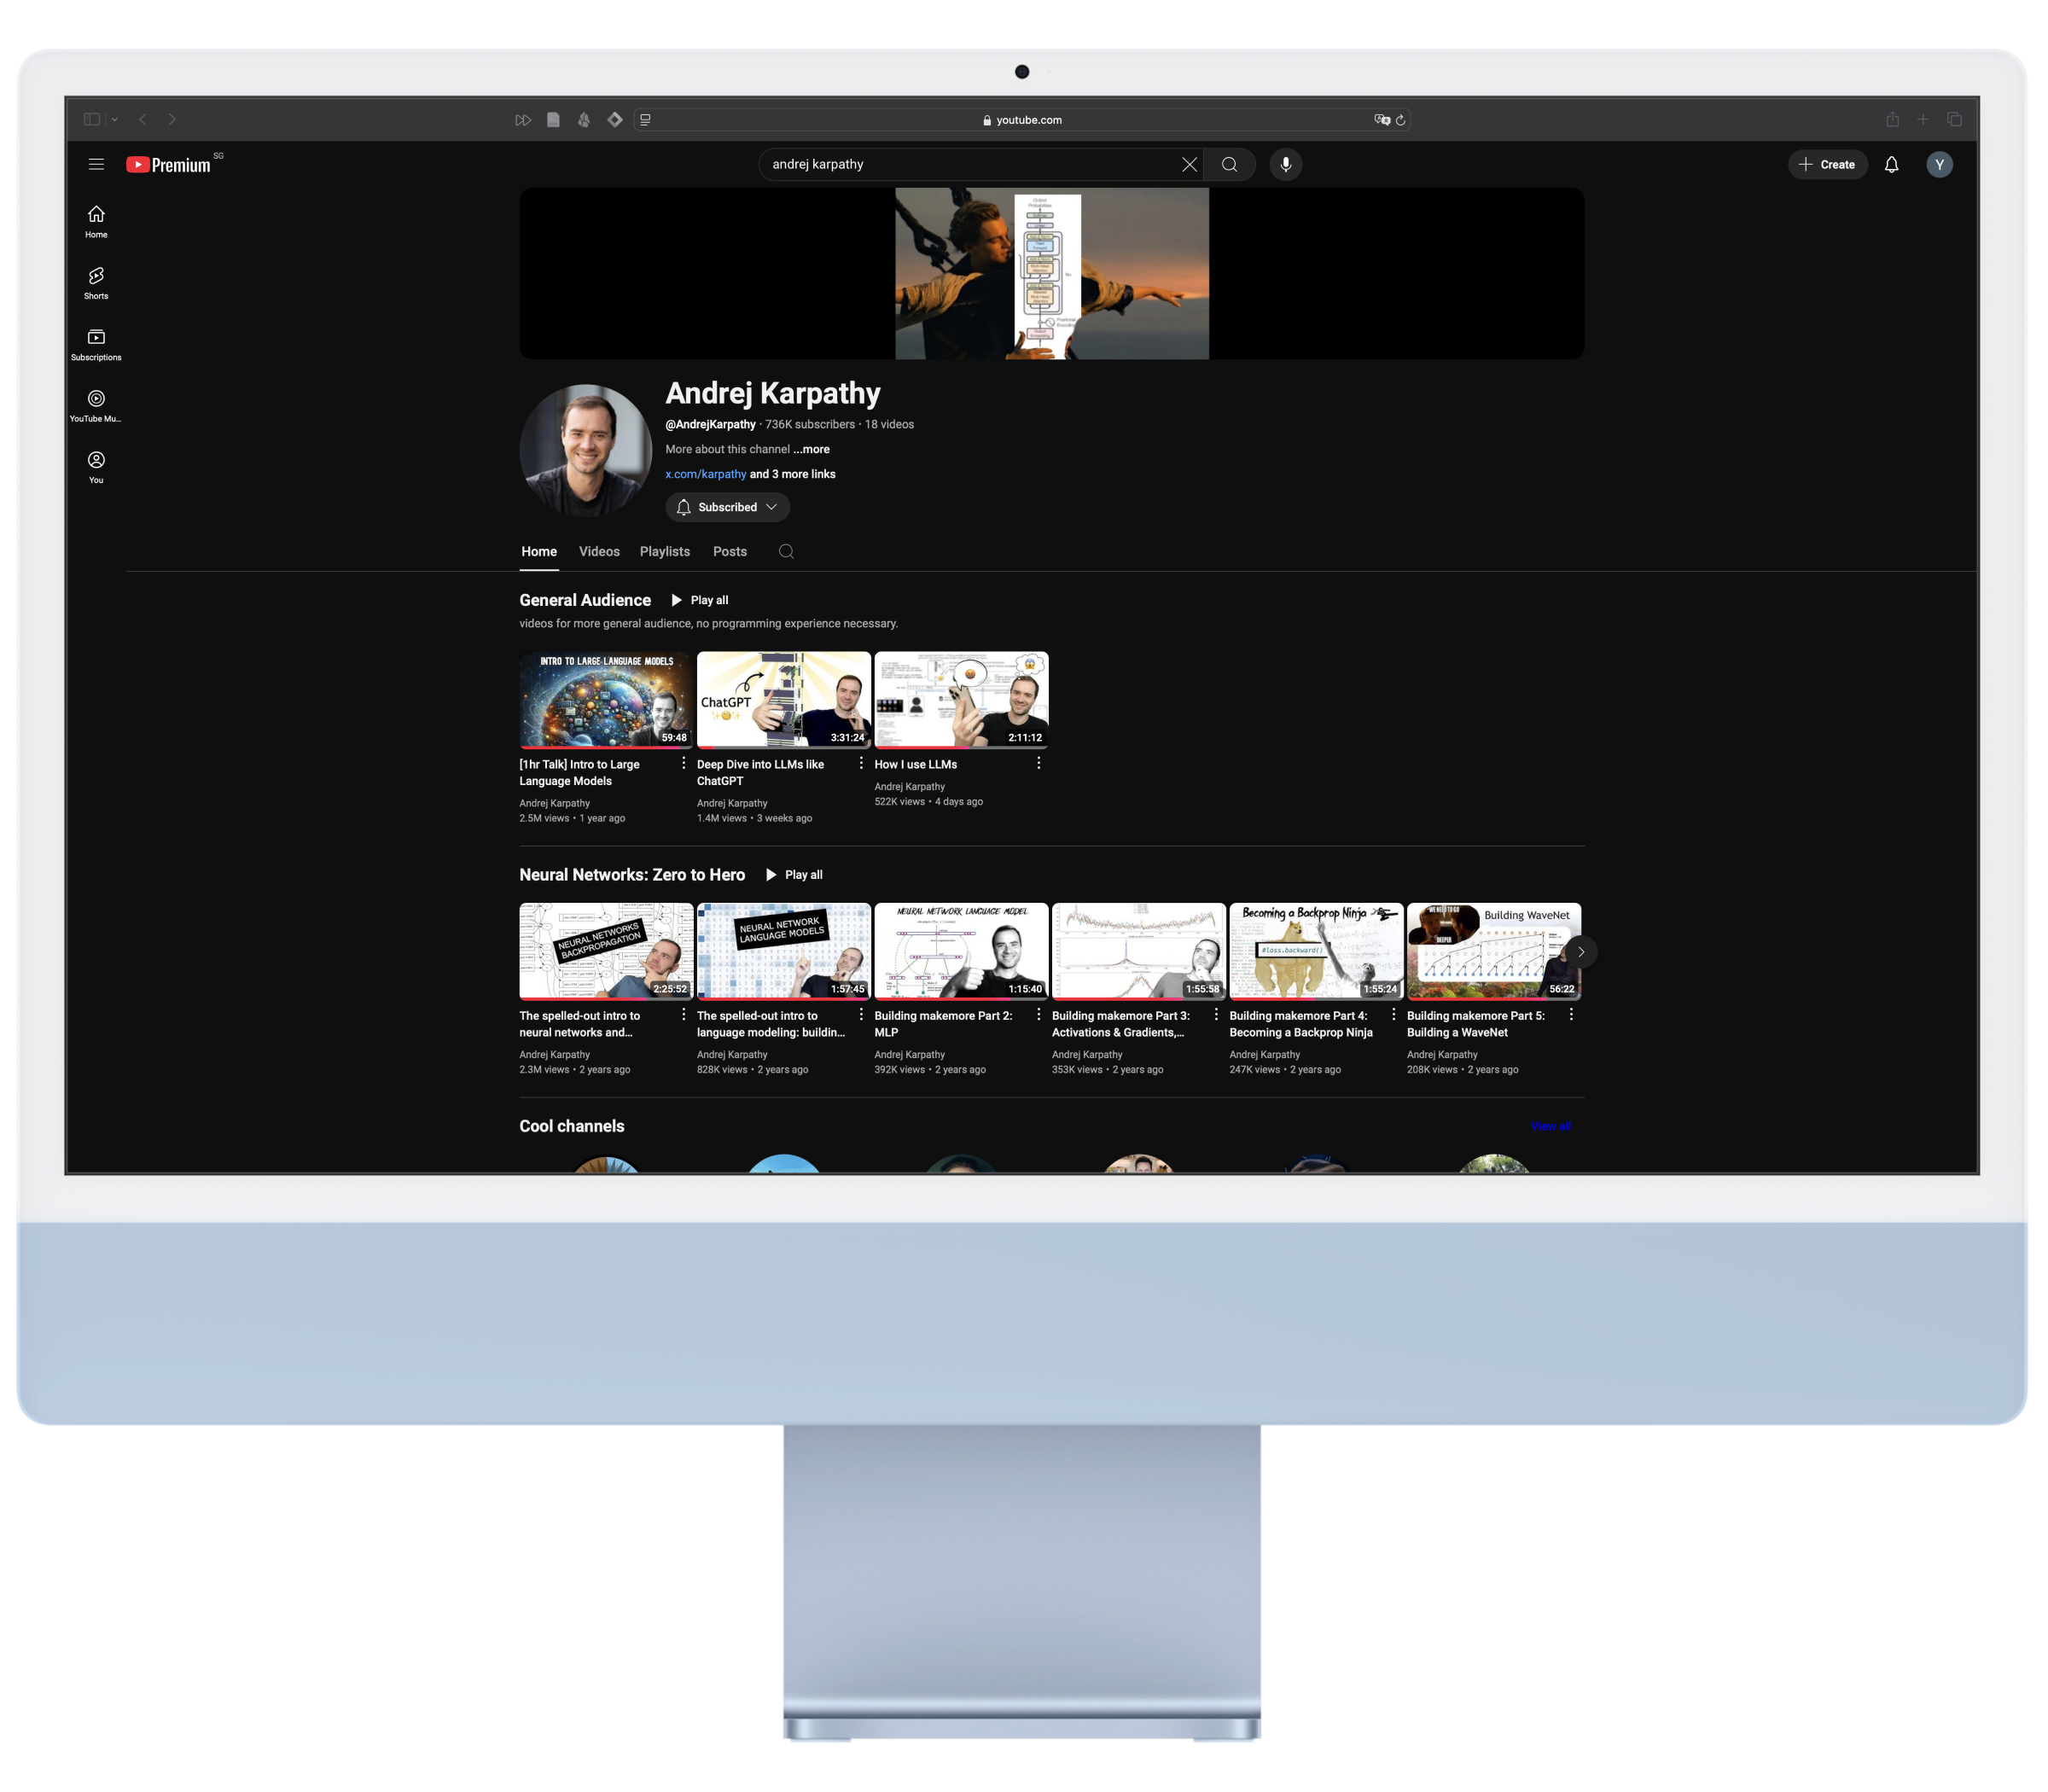 youtube.com
Premium SG
andrej karpathy
Create
Y
Home
Shorts
Subscriptions
YouTube Mu...
You
Output
Probabilities
Andrej Karpathy
@AndrejKarpathy · 736K subscribers · 18 videos
More about this channel ...more
x.com/karpathy and 3 more links
Subscribed
Home Videos Playlists Posts
General Audience Play all
videos for more general audience, no programming experience necessary.
INTRO TO LARGE LANGUAGE MODELS
59:48
ChatGPT
3:31:24
2:11:12
[1hr Talk] Intro to Large
Language Models
Andrej Karpathy
2.5M views • 1 year ago
Deep Dive into LLMs like
ChatGPT
Andrej Karpathy
1.4M views • 3 weeks ago
How I use LLMs
Andrej Karpathy
522K views • 4 days ago
Neural Networks: Zero to Hero Play all
NEURAL NETWORKS
BACKPROPAGATION
2:25:52
NEURAL NETWORK
LANGUAGE MODELS
1:57:45
NEURAL NETWORK LANGUAGE MODEL
1:15:40
1:55:58
Becoming a Backprop Ninja
#loss.backward()
1:55:24
WE NEED TO GO
DEEPER
Building WaveNet
56:22
The spelled-out intro to
neural networks and...
Andrej Karpathy
2.3M views • 2 years ago
The spelled-out intro to
language modeling: buildin...
Andrej Karpathy
828K views • 2 years ago
Building makemore Part 2:
MLP
Andrej Karpathy
392K views • 2 years ago
Building makemore Part 3:
Activations & Gradients,...
Andrej Karpathy
353K views • 2 years ago
Building makemore Part 4:
Becoming a Backprop Ninja
Andrej Karpathy
247K views • 2 years ago
Building makemore Part 5:
Building a WaveNet
Andrej Karpathy
208K views • 2 years ago
Cool channels View all